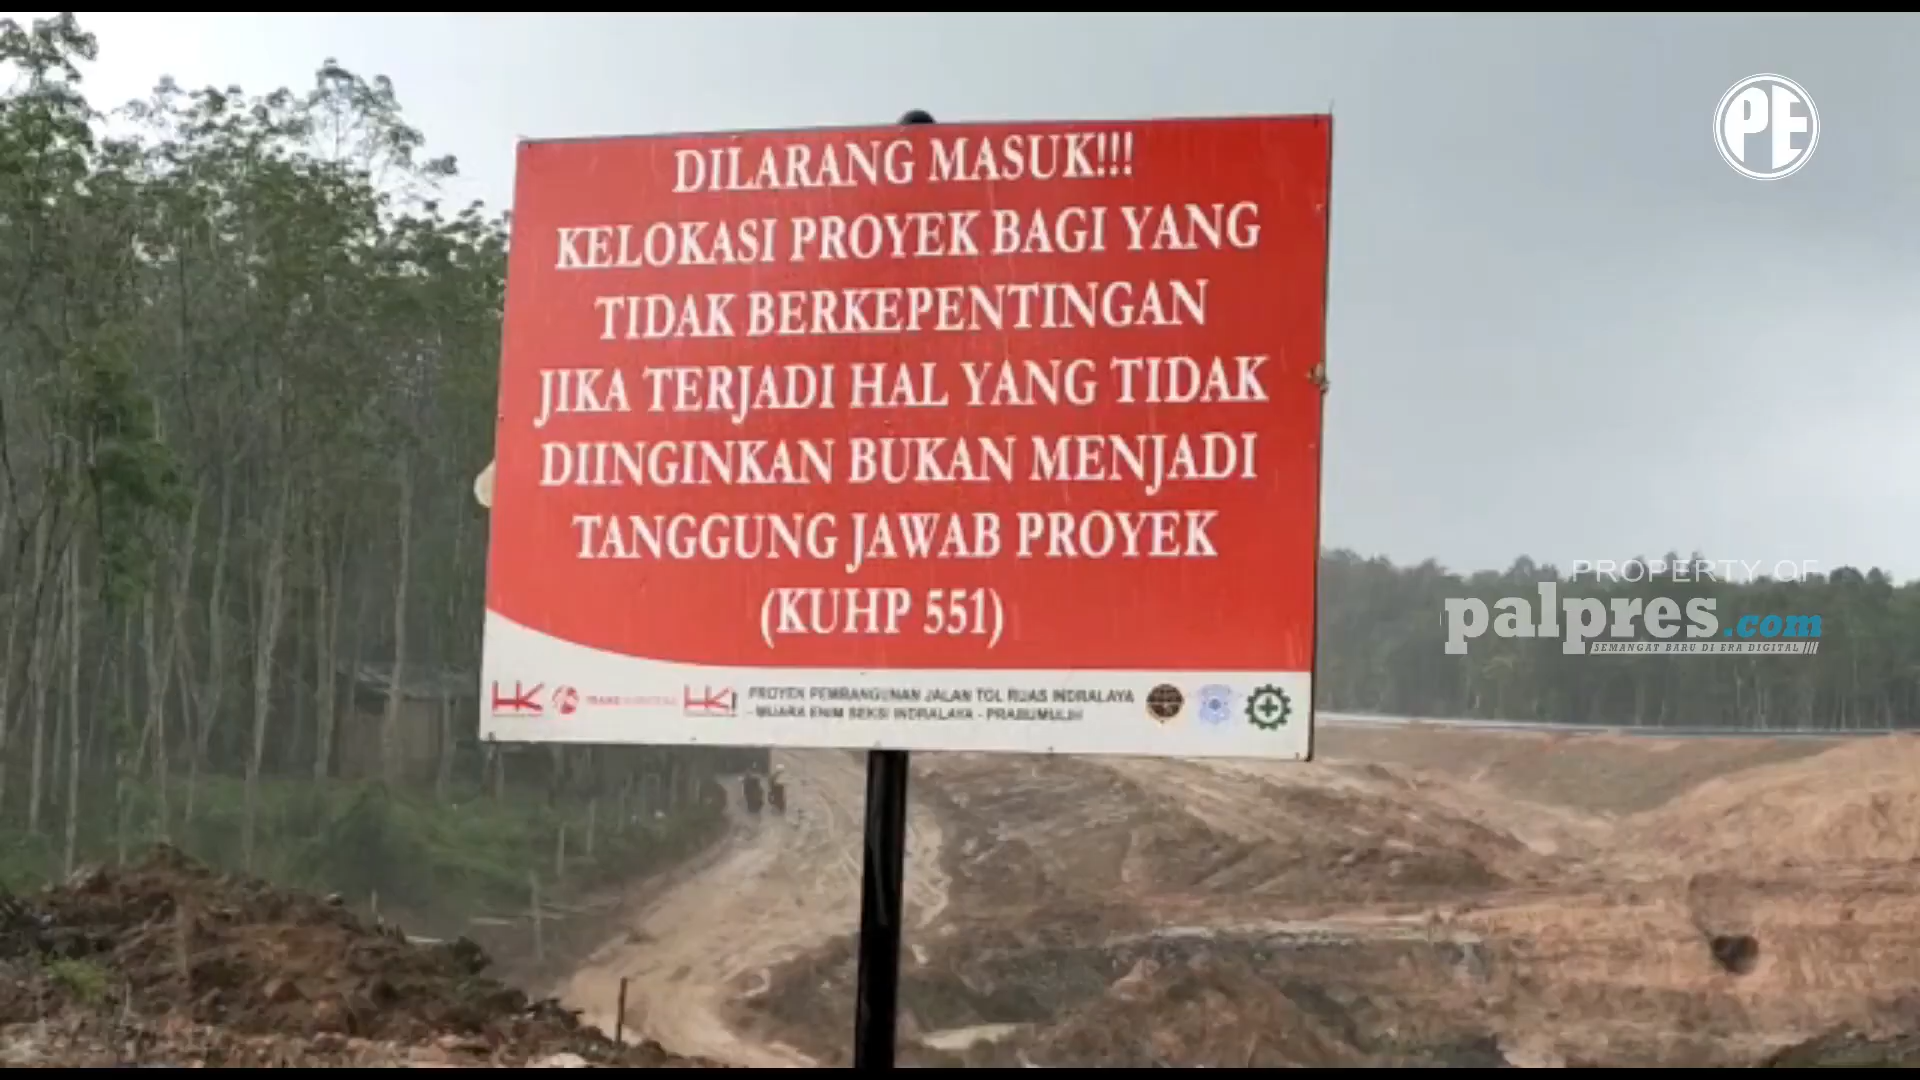 PE
DILARANG MASUK!!!
KELOKASI PROYEK BAGI YANG
TIDAK BERKEPENTINGAN
JIKA TERJADI HAL YANG TIDAK
DIINGINKAN BUKAN MENJADI
TANGGUNG JAWAB PROYEK
(KUHP 551)
PROPERTY OF
palpres.com
SEMANGAT BARU DI ERA DIGITAL
HK HK PROYEK PEMBANGUNAN JALAN TOL RUAS INDRALAYA
- MUARA ENIM SEKSI INDRALAYA - PRABUMULIH